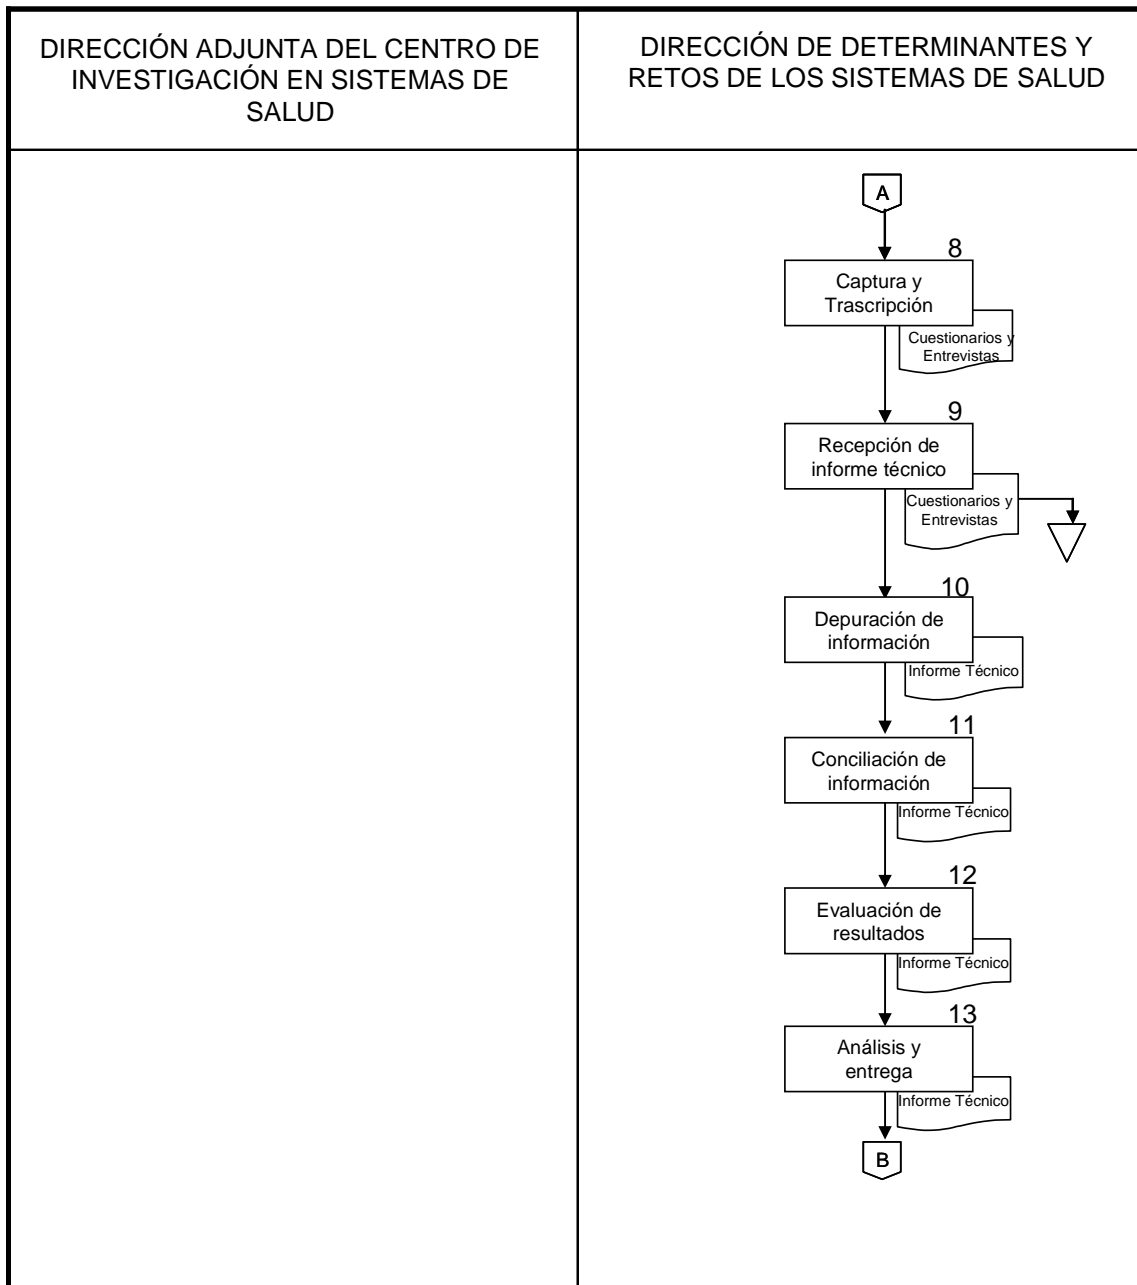 DIRECCIÓN ADJUNTA DEL CENTRO DE
INVESTIGACIÓN EN SISTEMAS DE
SALUD
DIRECCIÓN DE DETERMINANTES Y
RETOS DE LOS SISTEMAS DE SALUD
A
8
Captura y
Trascripción
Cuestionarios y
Entrevistas
9
Recepción de
informe técnico
Cuestionarios y
Entrevistas
10
Depuración de
información
Informe Técnico
11
Conciliación de
información
Informe Técnico
12
Evaluación de
resultados
Informe Técnico
13
Análisis y
entrega
Informe Técnico
B